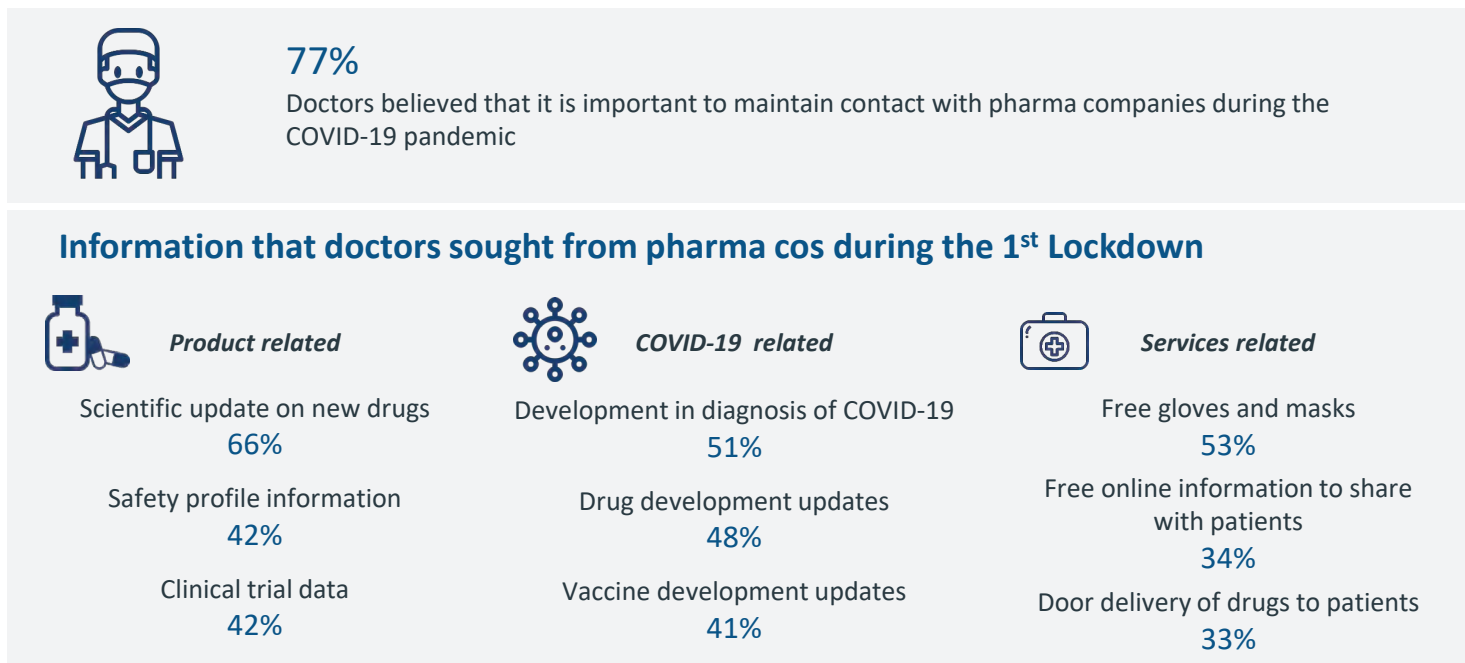 77%
Doctors believed that it is important to maintain contact with pharma companies during the
COVID-19 pandemic
Information that doctors sought from pharma cos during the 1st Lockdown
Product related
Scientific update on new drugs
66%
Safety profile information
42%
Clinical trial data
42%
COVID-19 related
Development in diagnosis of COVID-19
51%
Drug development updates
48%
Vaccine development updates
41%
Services related
Free gloves and masks
53%
Free online information to share
with patients
34%
Door delivery of drugs to patients
33%